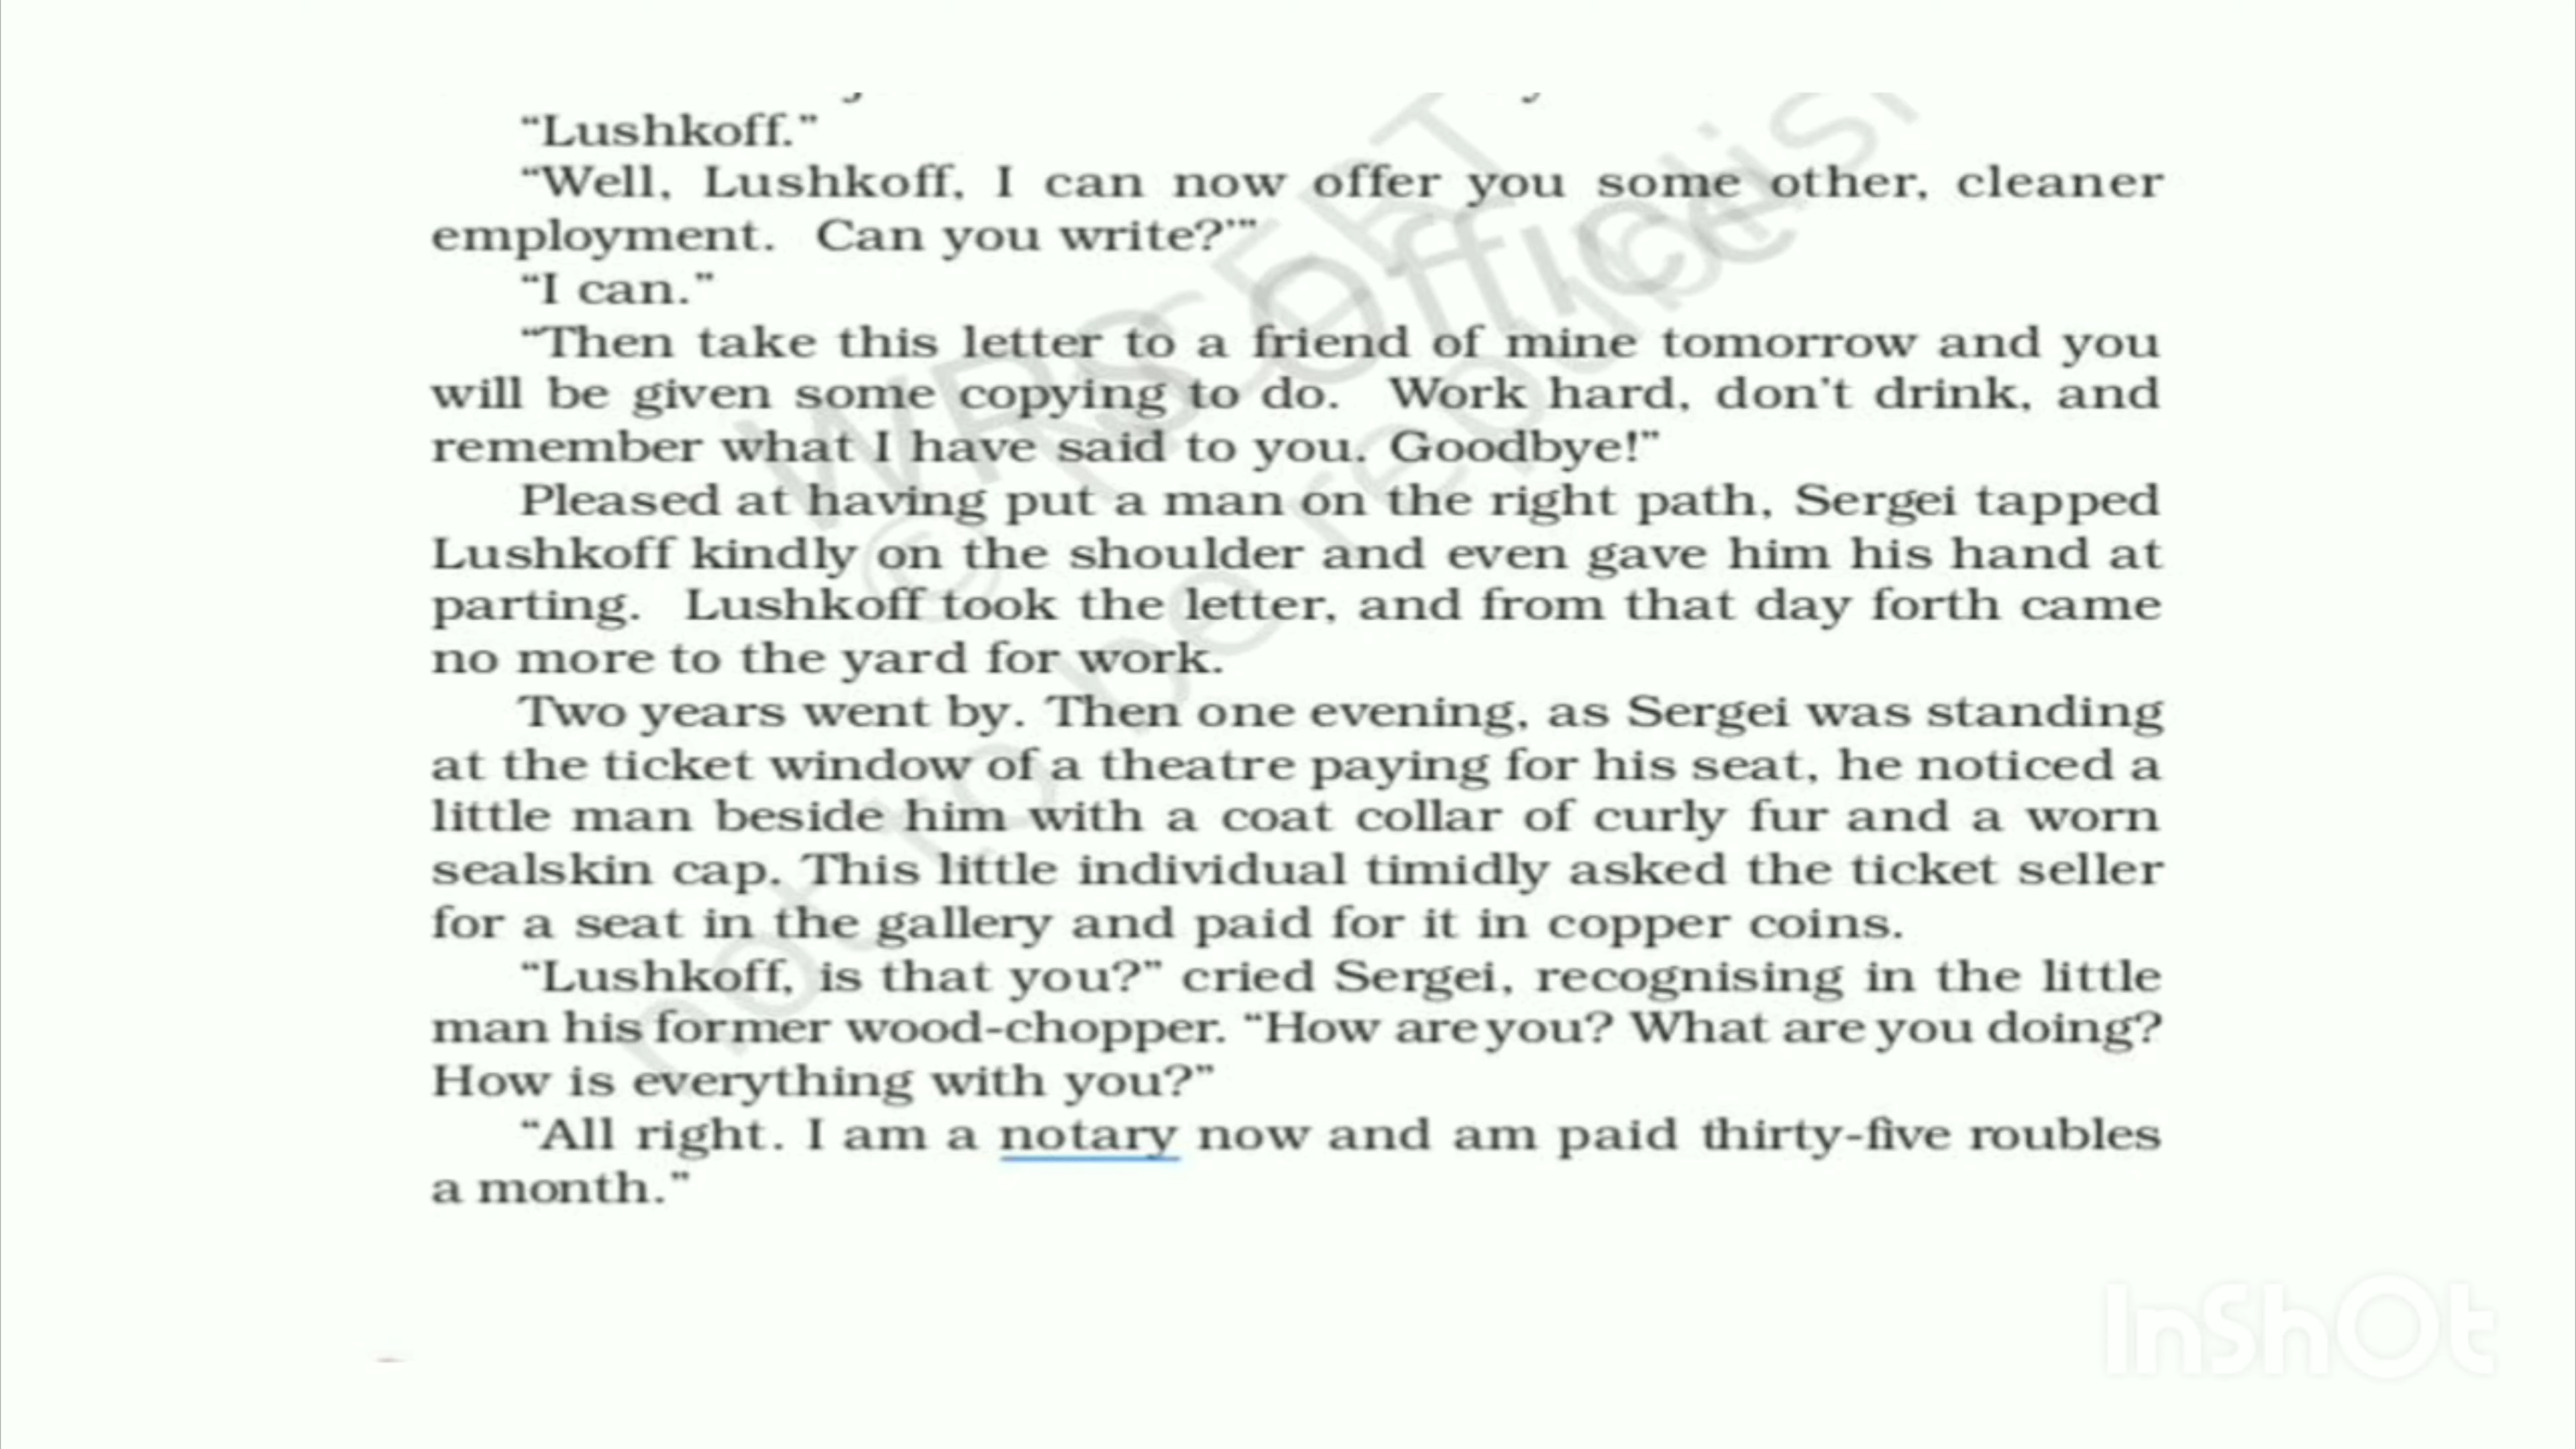 “Lushkoff.”
“Well, Lushkoff, I can now offer you some other, cleaner
employment. Can you write?’”
“I can.”
“Then take this letter to a friend of mine tomorrow and you
will be given some copying to do. Work hard, don’t drink, and
remember what I have said to you. Goodbye!”
Pleased at having put a man on the right path, Sergei tapped
Lushkoff kindly on the shoulder and even gave him his hand at
parting. Lushkoff took the letter, and from that day forth came
no more to the yard for work.
Two years went by. Then one evening, as Sergei was standing
at the ticket window of a theatre paying for his seat, he noticed a
little man beside him with a coat collar of curly fur and a worn
sealskin cap. This little individual timidly asked the ticket seller
for a seat in the gallery and paid for it in copper coins.
“Lushkoff, is that you?” cried Sergei, recognising in the little
man his former wood-chopper. “How are you? What are you doing?
How is everything with you?”
“All right. I am a notary now and am paid thirty-five roubles
a month.”
WPS Office
© NCERT
not to be republis
InShOt